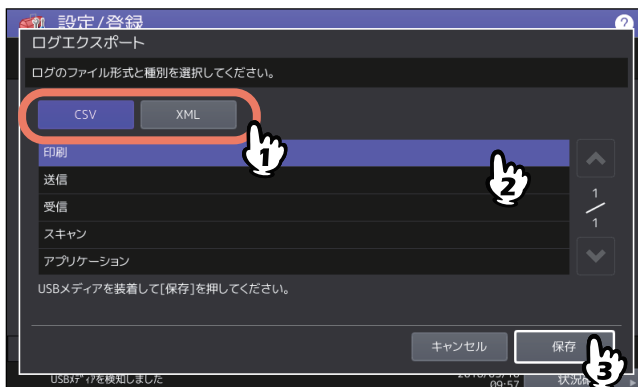 設定/登録 ?
ログエクスポート
ログのファイル形式と種別を選択してください。
CSV XML
1
印刷
2
送信
受信
スキャン
アプリケーション
1
1
USBメディアを装着して[保存]を押してください。
キャンセル 保存
3
USBﾒﾃﾞｨｱを検知しました
09:57 状況